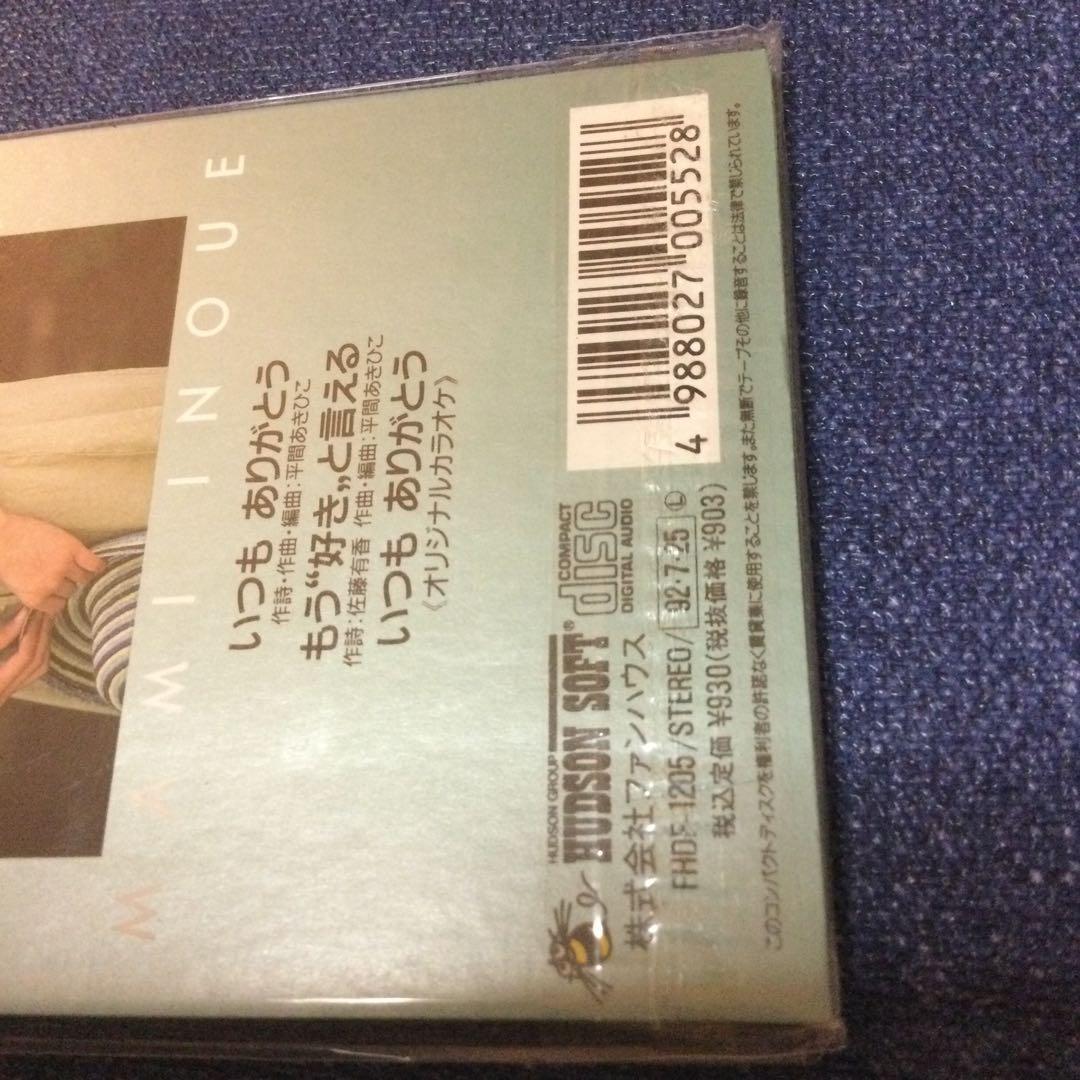 MAMI INOUE
いつも ありがとう
作詩・作曲・編曲：平間あきひこ
もう“好き”と言える
作詩：佐藤有香 作曲・編曲：平間あきひこ
いつも ありがとう
《オリジナルカラオケ》
HUDSON GROUP
HUDSON SOFT®
COMPACT
disc
DIGITAL AUDIO
株式会社ファンハウス
FHDF-1205/STEREO/'92・7・25 Ⓛ
税込定価 ¥930(税抜価格 ¥903)
このコンパクトディスクを権利者の許諾なく賃貸業に使用することを禁じます。また無断でテープその他に録音することは法律で禁じられています。
4 988027 005528